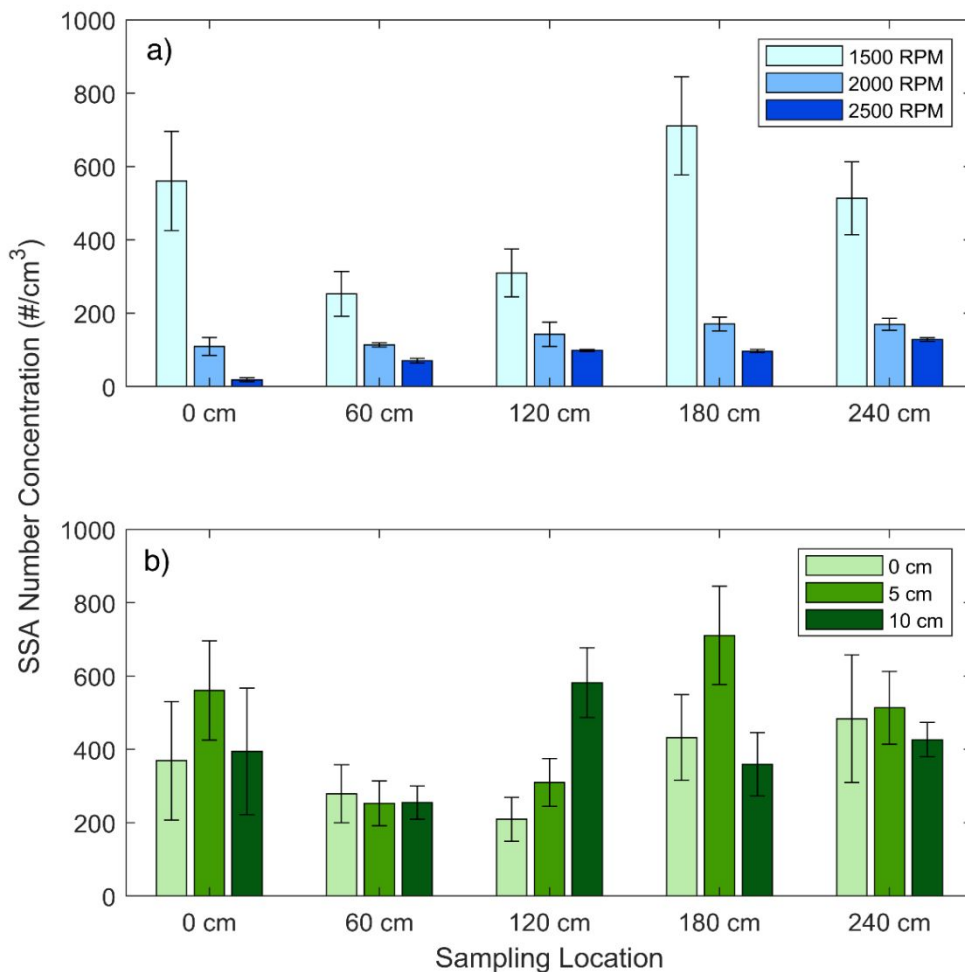 SSA Number Concentration (#/cm³)
a)
1000
800
600
400
200
0
1500 RPM
2000 RPM
2500 RPM
0 cm
60 cm
120 cm
180 cm
240 cm
b)
1000
800
600
400
200
0
0 cm
5 cm
10 cm
0 cm
60 cm
120 cm
180 cm
240 cm
Sampling Location